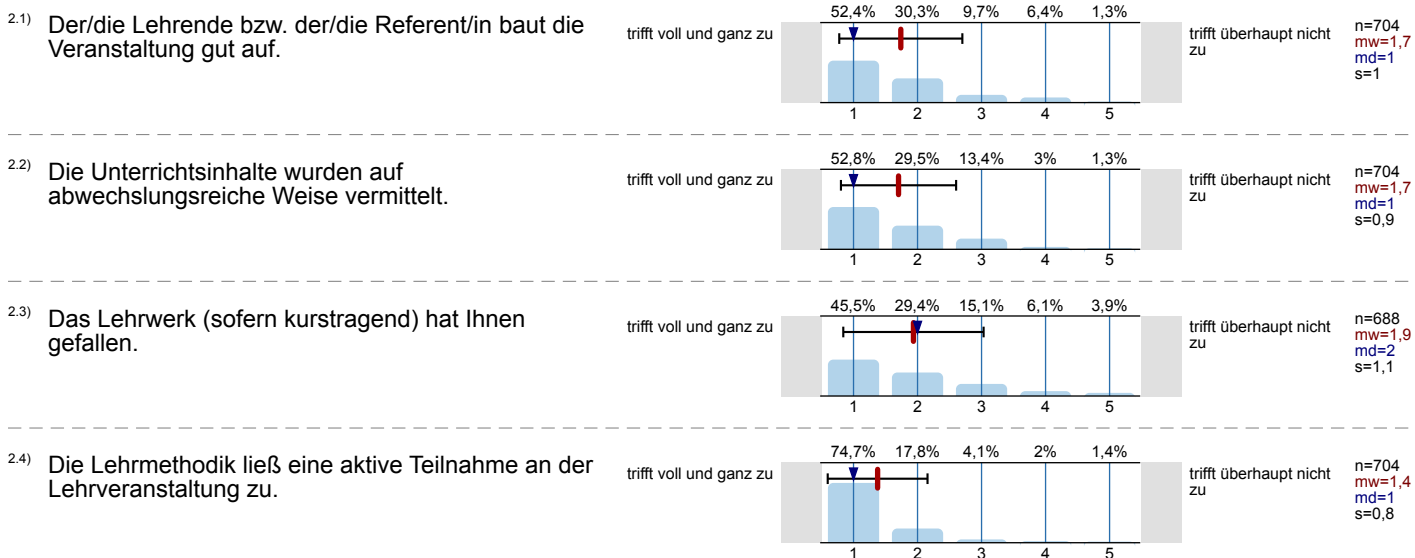 2.1) Der/die Lehrende bzw. der/die Referent/in baut die
Veranstaltung gut auf.
trifft voll und ganz zu
52,4% 30,3% 9,7% 6,4% 1,3%
1 2 3 4 5
trifft überhaupt nicht
zu
n=704
mw=1,7
md=1
s=1
2.2) Die Unterrichtsinhalte wurden auf
abwechslungsreiche Weise vermittelt.
trifft voll und ganz zu
52,8% 29,5% 13,4% 3% 1,3%
1 2 3 4 5
trifft überhaupt nicht
zu
n=704
mw=1,7
md=1
s=0,9
2.3) Das Lehrwerk (sofern kurstragend) hat Ihnen
gefallen.
trifft voll und ganz zu
45,5% 29,4% 15,1% 6,1% 3,9%
1 2 3 4 5
trifft überhaupt nicht
zu
n=688
mw=1,9
md=2
s=1,1
2.4) Die Lehrmethodik ließ eine aktive Teilnahme an der
Lehrveranstaltung zu.
trifft voll und ganz zu
74,7% 17,8% 4,1% 2% 1,4%
1 2 3 4 5
trifft überhaupt nicht
zu
n=704
mw=1,4
md=1
s=0,8